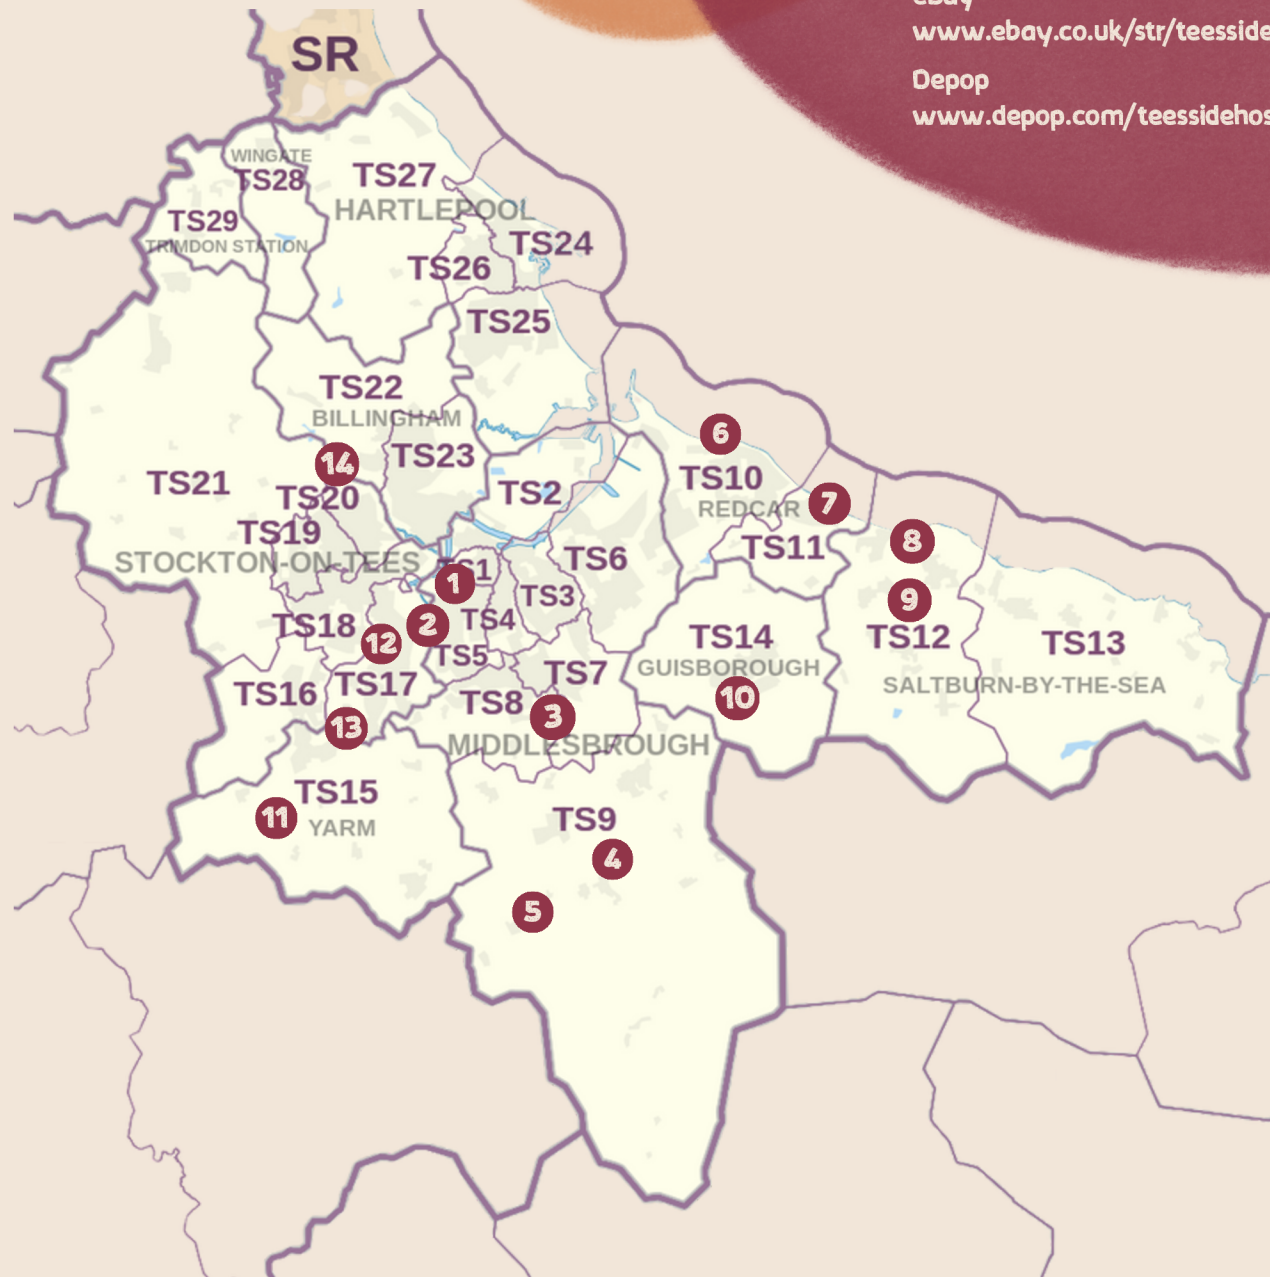 ebay
www.ebay.co.uk/str/teesside
Depop
www.depop.com/teessidehos
SR
WINGATE
TS28
TS27
HARTLEPOOL
TS29
TRIMDON STATION
TS24
TS26
TS25
TS22
BILLINGHAM
TS23
14
TS21
TS20
TS19
STOCKTON-ON-TEES
TS2
6
TS10
REDCAR
7
TS11
8
9
TS12
TS6
TS1
1
TS3
2
TS4
TS18
12
TS5
TS14
GUISBOROUGH
10
TS13
SALTBURN-BY-THE-SEA
TS16
TS17
13
TS7
TS8
3
MIDDLESBROUGH
TS15
11
YARM
TS9
4
5